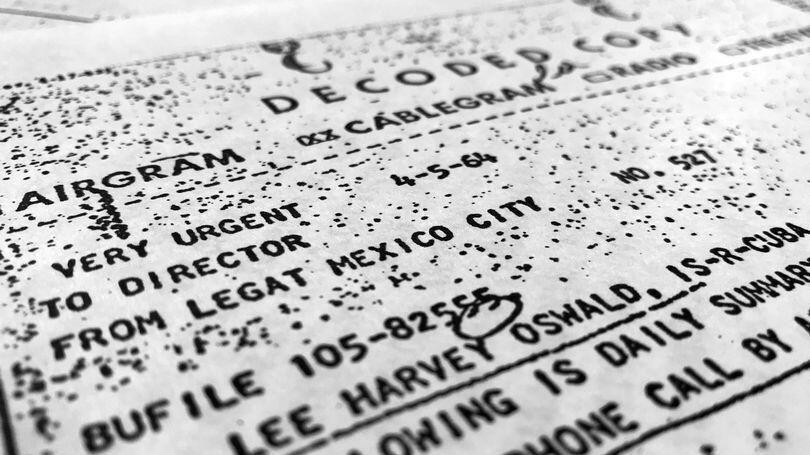 DECODED COPY
AIRGRAM xx CABLEGRAM RADIO
4-5-64 NO. 527
VERY URGENT
TO DIRECTOR
FROM LEGAT MEXICO CITY
BUFILE 105-82555
LEE HARVEY OSWALD, IS-R-CUBA
LOWING IS DAILY SUMMARY
PHONE CALL BY